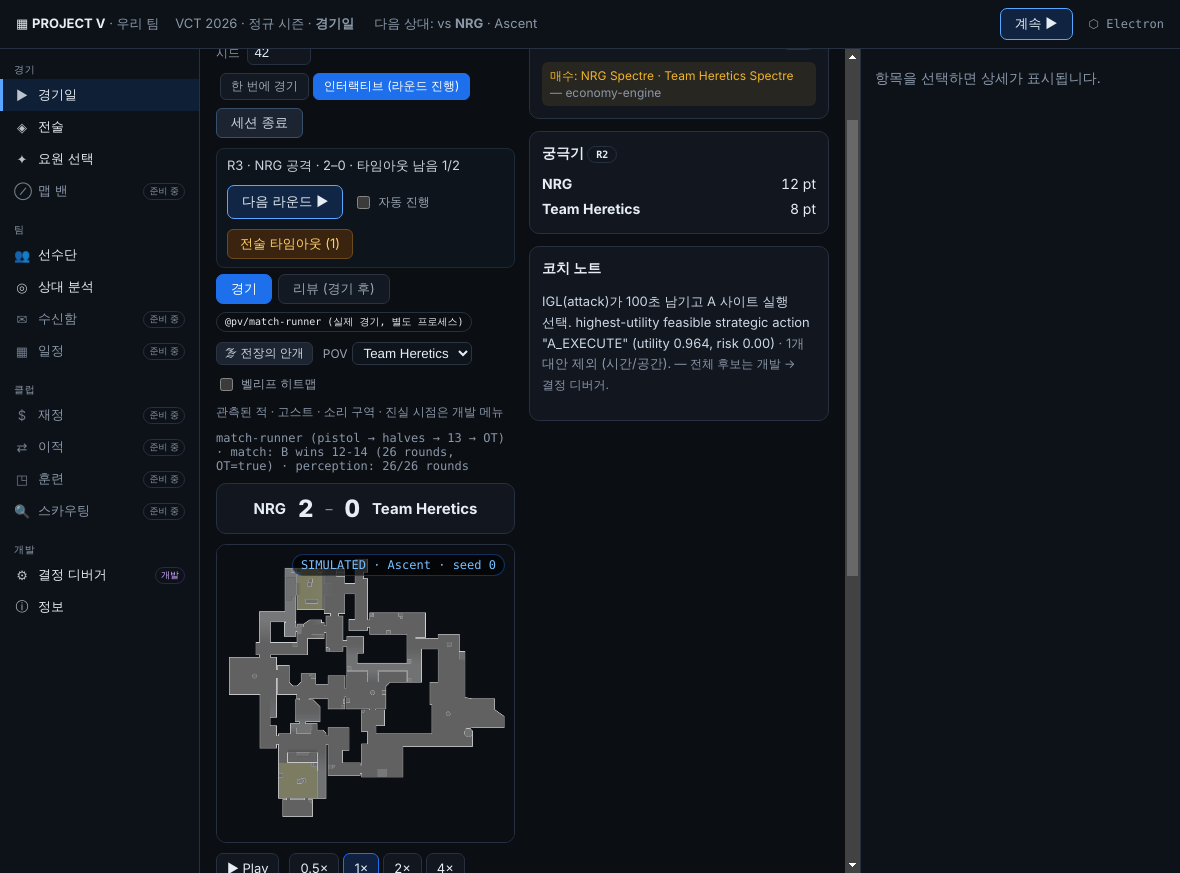 PROJECT V · 우리 팀 VCT 2026 · 정규 시즌 · 경기일 다음 상대: vs NRG · Ascent 계속 ▶ Electron
경기
▶ 경기일
전술
요원 선택
맵 밴 준비 중
팀
선수단
상대 분석
수신함 준비 중
일정 준비 중
클럽
$ 재정 준비 중
이적 준비 중
훈련 준비 중
스카우팅 준비 중
개발
결정 디버거 개발
정보
시드 42
한 번에 경기 인터랙티브 (라운드 진행)
세션 종료
R3 · NRG 공격 · 2–0 · 타임아웃 남음 1/2
다음 라운드 ▶ 자동 진행
전술 타임아웃 (1)
경기 리뷰 (경기 후)
@pv/match-runner (실제 경기, 별도 프로세스)
전장의 안개 POV Team Heretics
벨리프 히트맵
관측된 적 · 고스트 · 소리 구역 · 진실 시점은 개발 메뉴
match-runner (pistol → halves → 13 → OT)
· match: B wins 12-14 (26 rounds,
OT=true) · perception: 26/26 rounds
NRG 2 – 0 Team Heretics
SIMULATED · Ascent · seed 0
▶ Play 0.5× 1× 2× 4×
매수: NRG Spectre · Team Heretics Spectre
— economy-engine
궁극기 R2
NRG 12 pt
Team Heretics 8 pt
코치 노트
IGL(attack)가 100초 남기고 A 사이트 실행
선택. highest-utility feasible strategic action
"A_EXECUTE" (utility 0.964, risk 0.00) · 1개
대안 제외 (시간/공간). — 전체 후보는 개발 →
결정 디버거.
항목을 선택하면 상세가 표시됩니다.